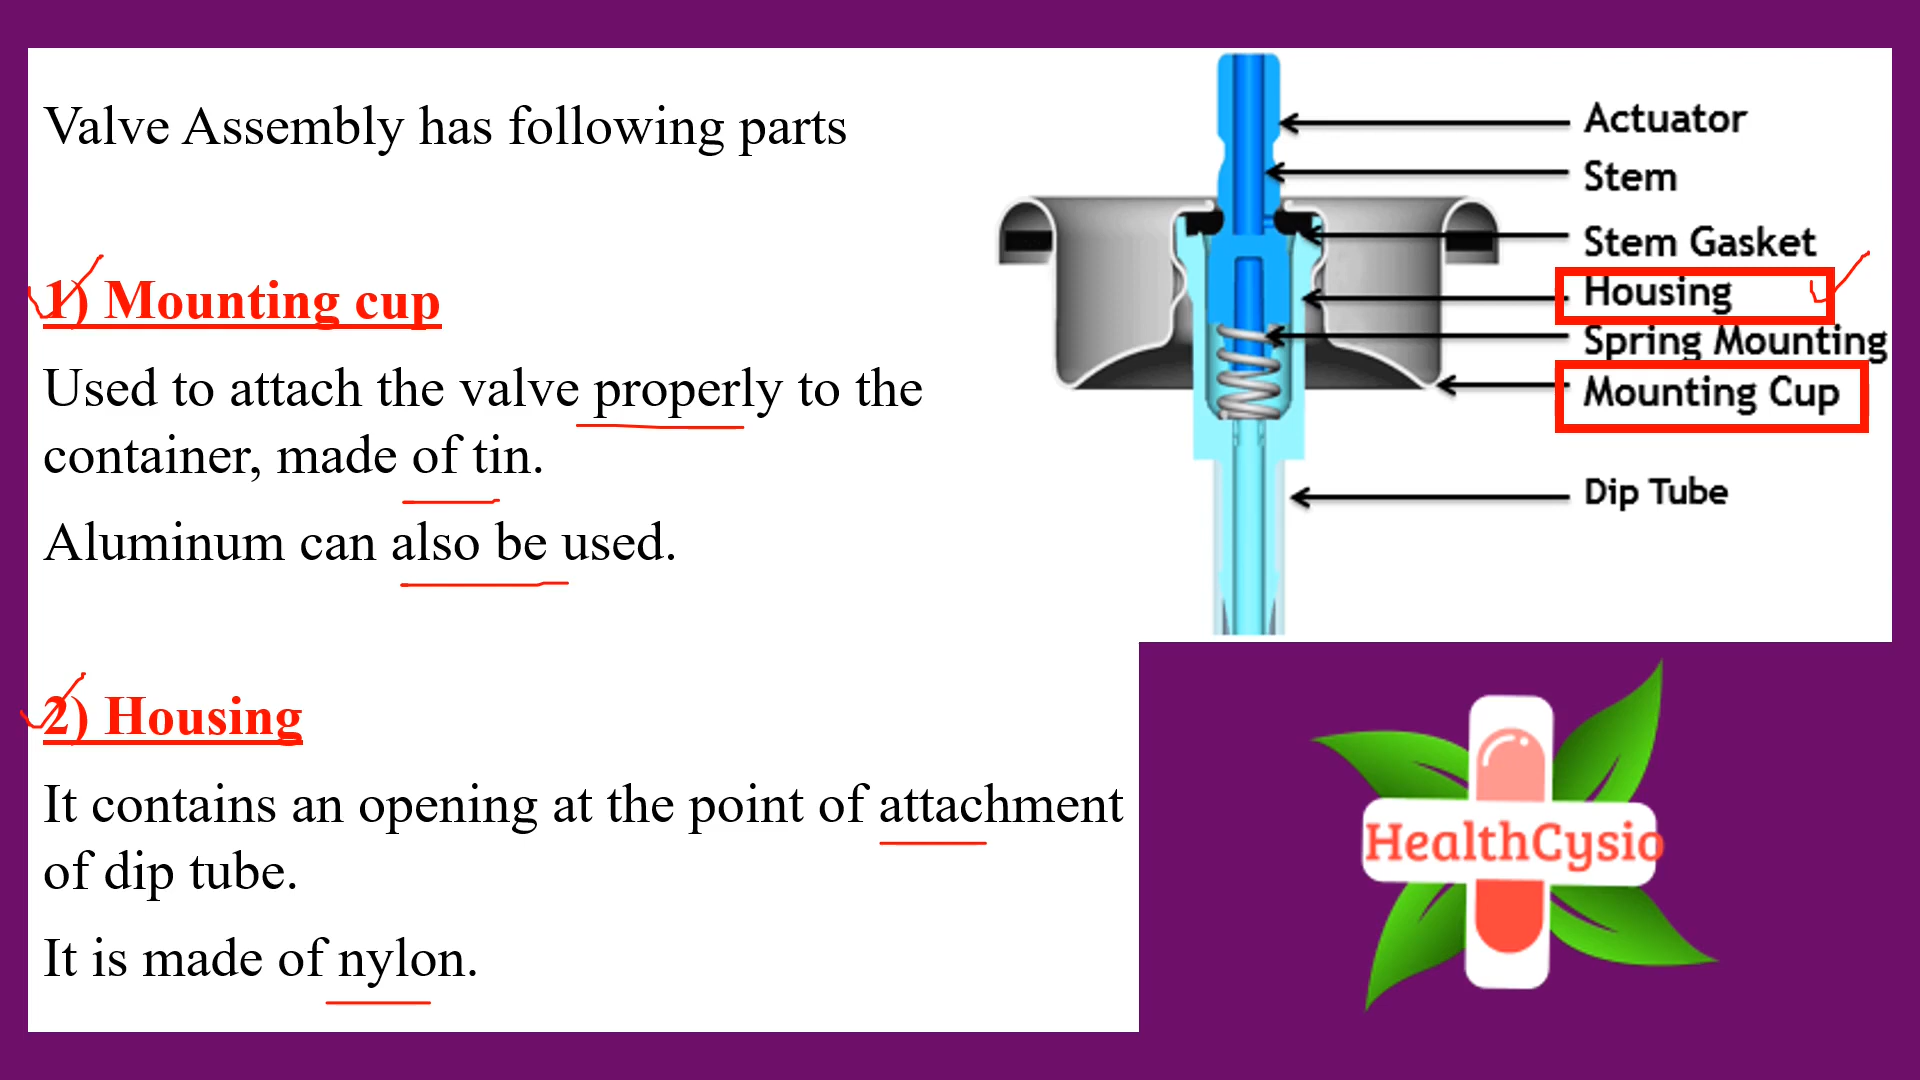 Valve Assembly has following parts
1) Mounting cup
Used to attach the valve properly to the
container, made of tin.
Aluminum can also be used.
2) Housing
It contains an opening at the point of attachment
of dip tube.
It is made of nylon.
Actuator
Stem
Stem Gasket
Housing
Spring Mounting
Mounting Cup
Dip Tube
HealthCysio